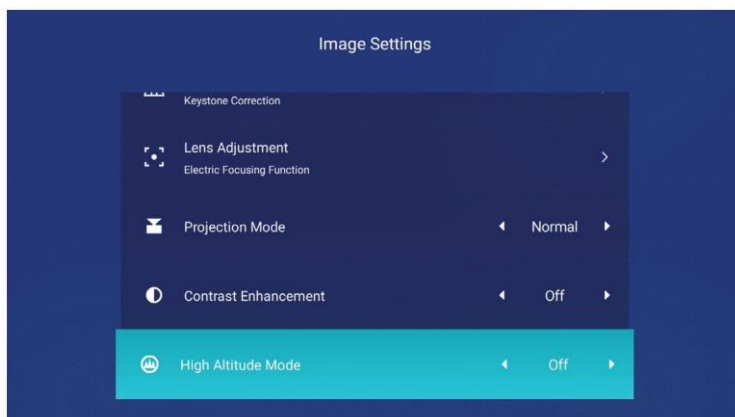 Image Settings
Keystone Correction
Lens Adjustment
Electric Focusing Function
Projection Mode Normal
Contrast Enhancement Off
High Altitude Mode Off